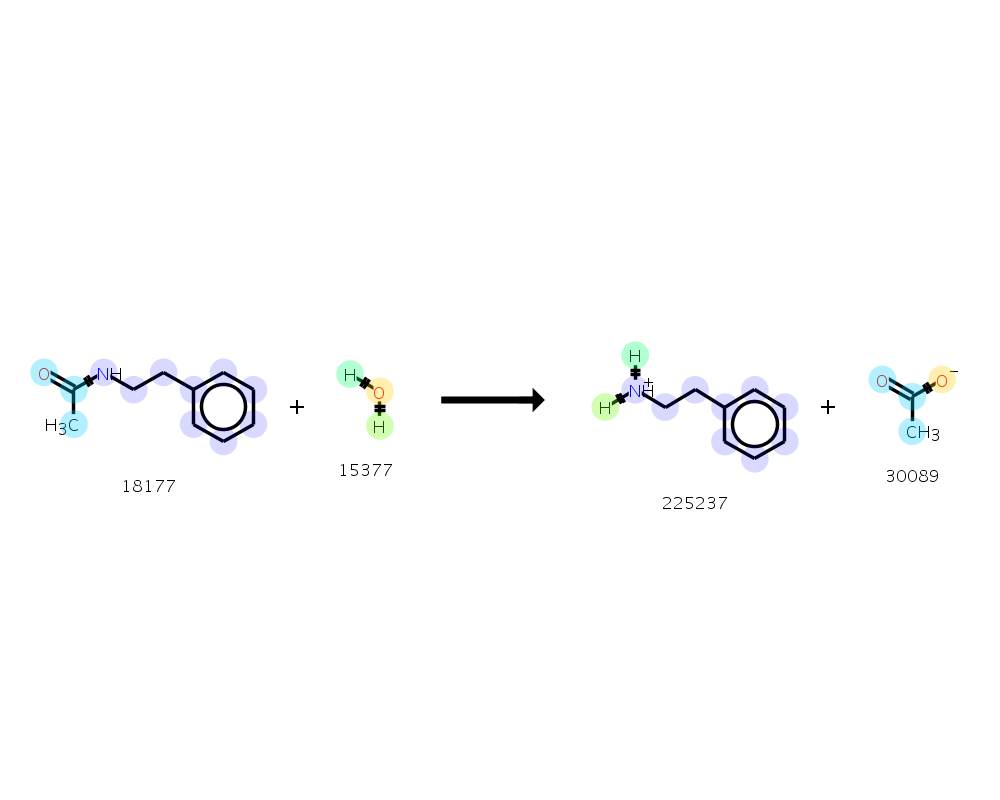 O NH H₃C
+
H O H
H H NH+
+
O O− CH₃
18177
15377
225237
30089